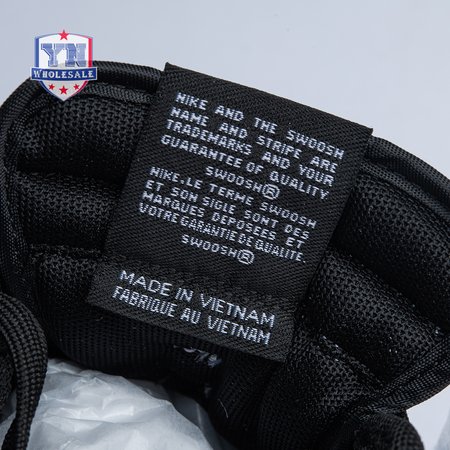 YN
WHOLESALE
NIKE AND THE SWOOSH
NAME AND STRIPE ARE
TRADEMARKS AND YOUR
GUARANTEE OF QUALITY
SWOOSH®
NIKE.LE TERME SWOOSH
ET SON SIGLE SONT DES
MARQUES DEPOSÉES ET
VOTRE GARANTIE DE QUALITE.
SWOOSH®
MADE IN VIETNAM
FABRIQUE AU VIETNAM